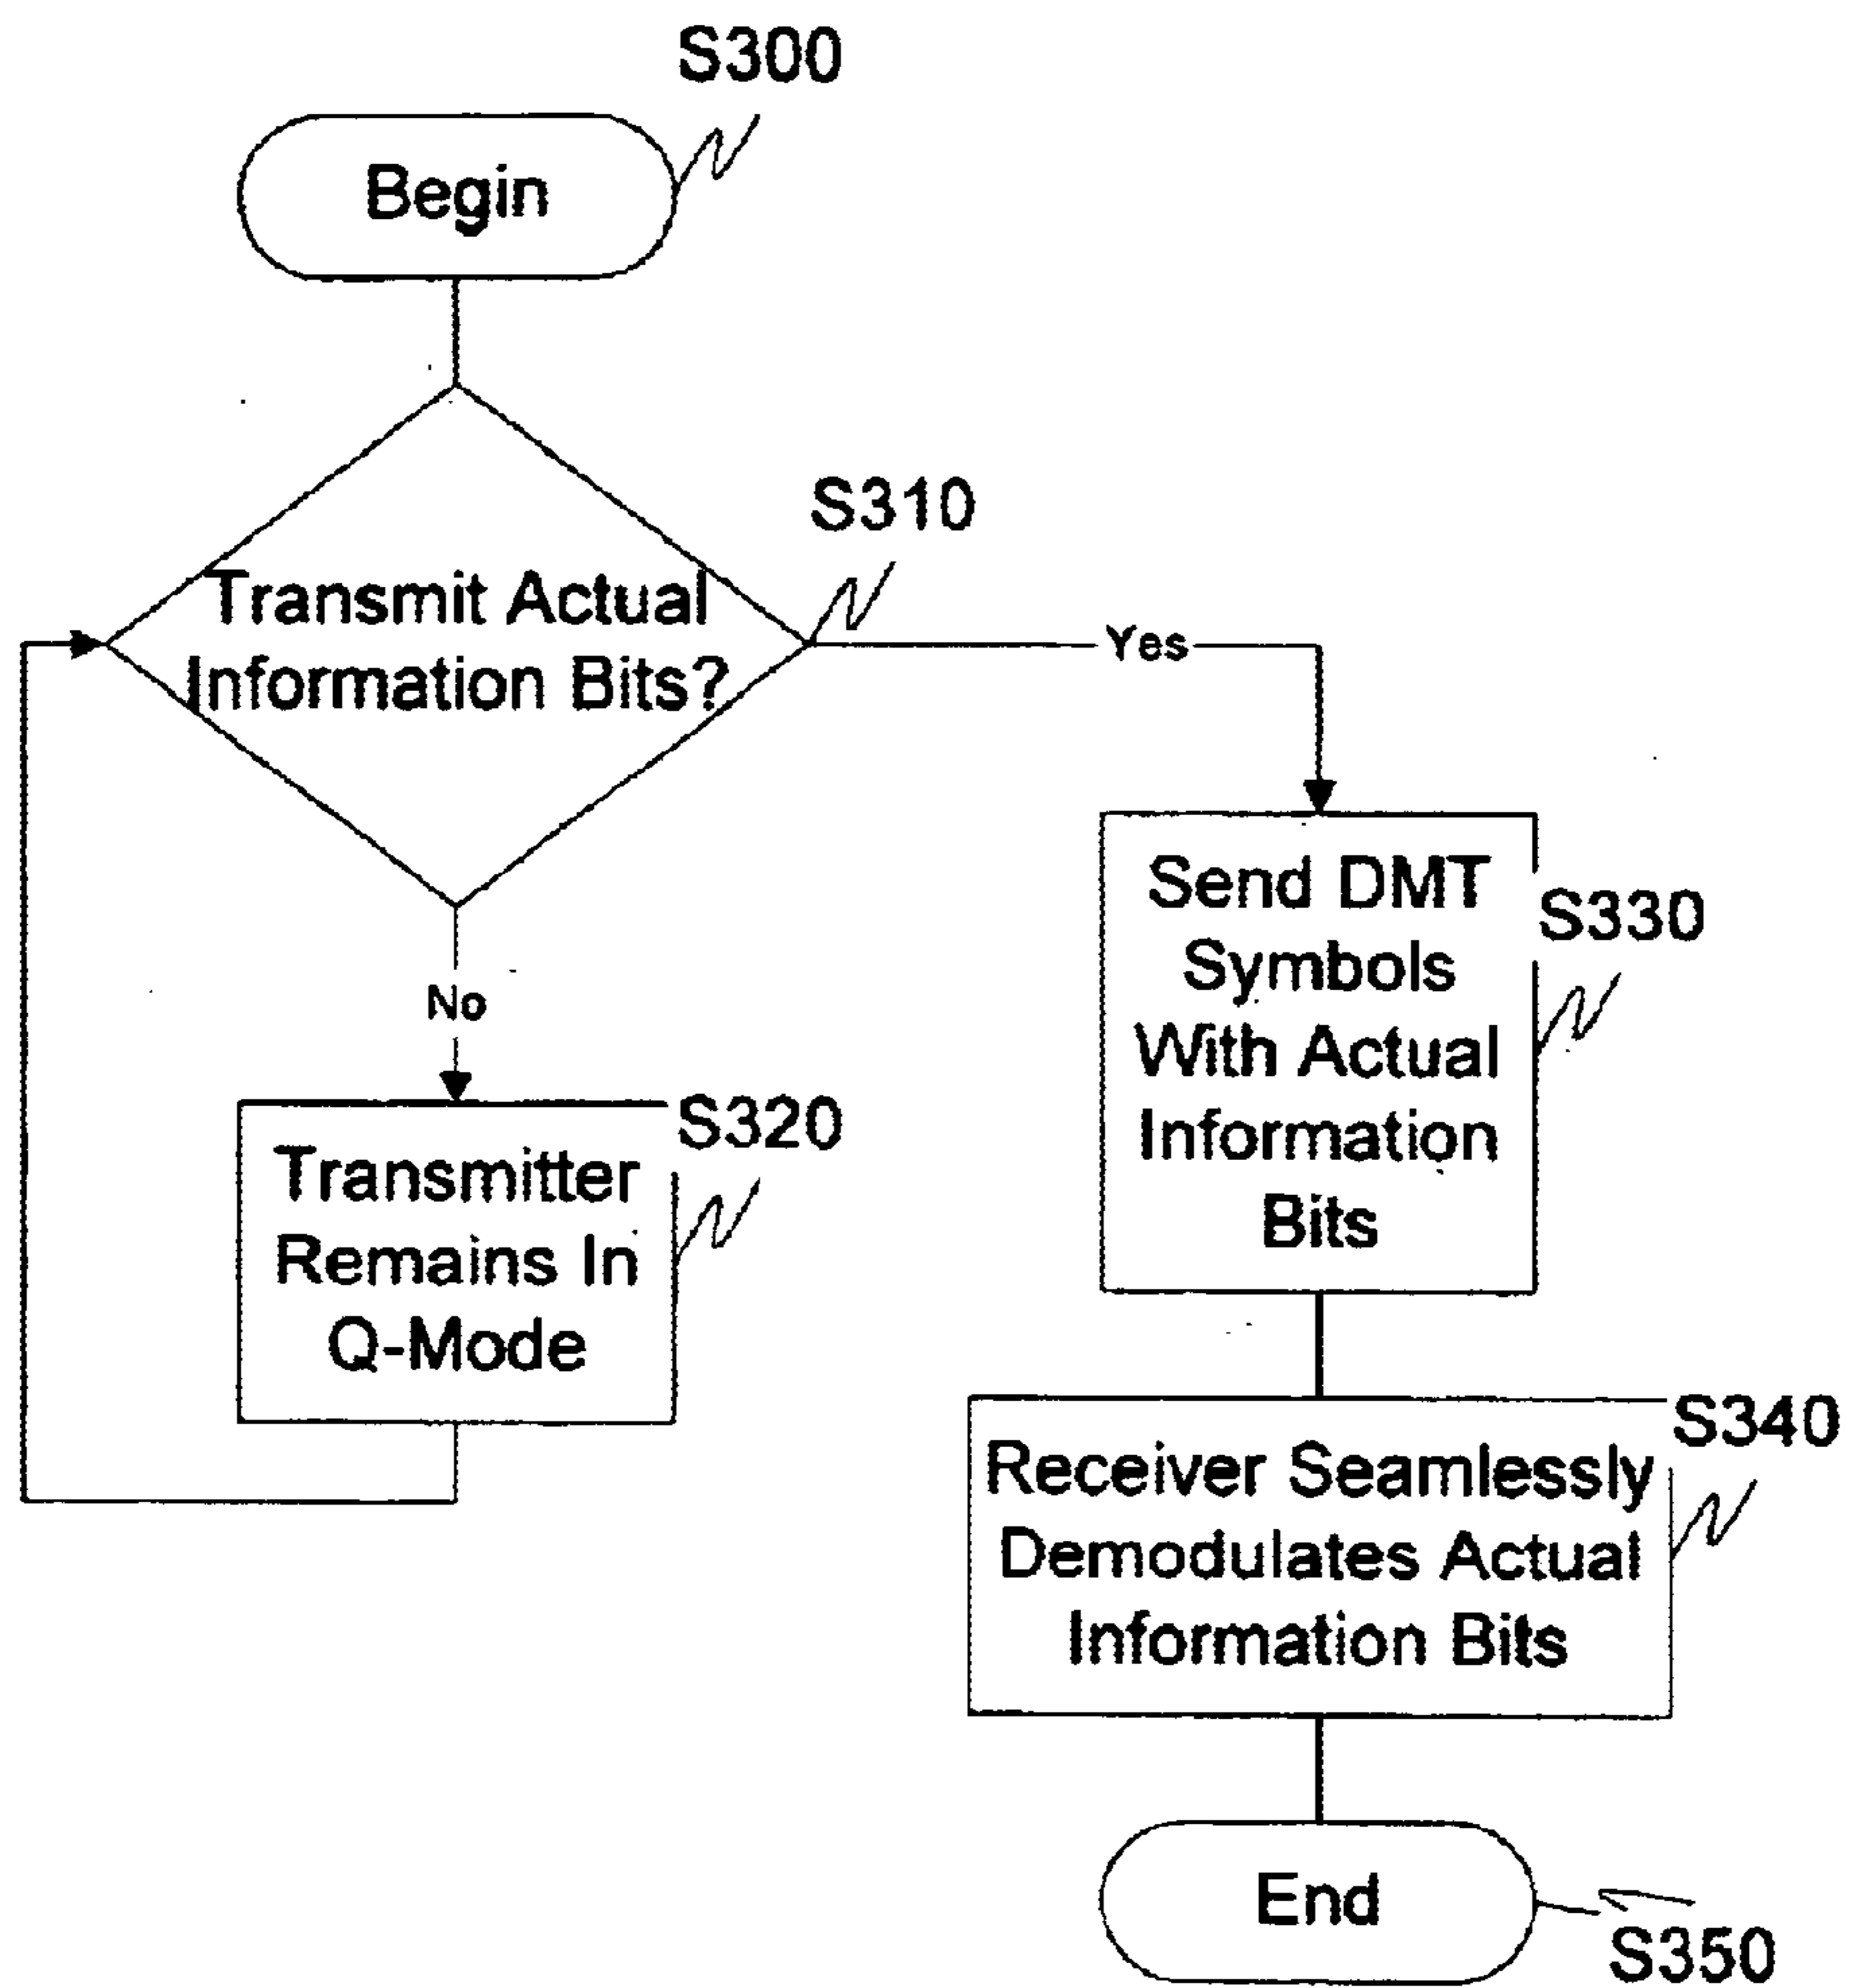 S300
Begin
S310
Transmit Actual
Information Bits?
Yes
No
Send DMT
Symbols
With Actual
Information
Bits
S330
S320
Transmitter
Remains In
Q-Mode
S340
Receiver Seamlessly
Demodulates Actual
Information Bits
End
S350